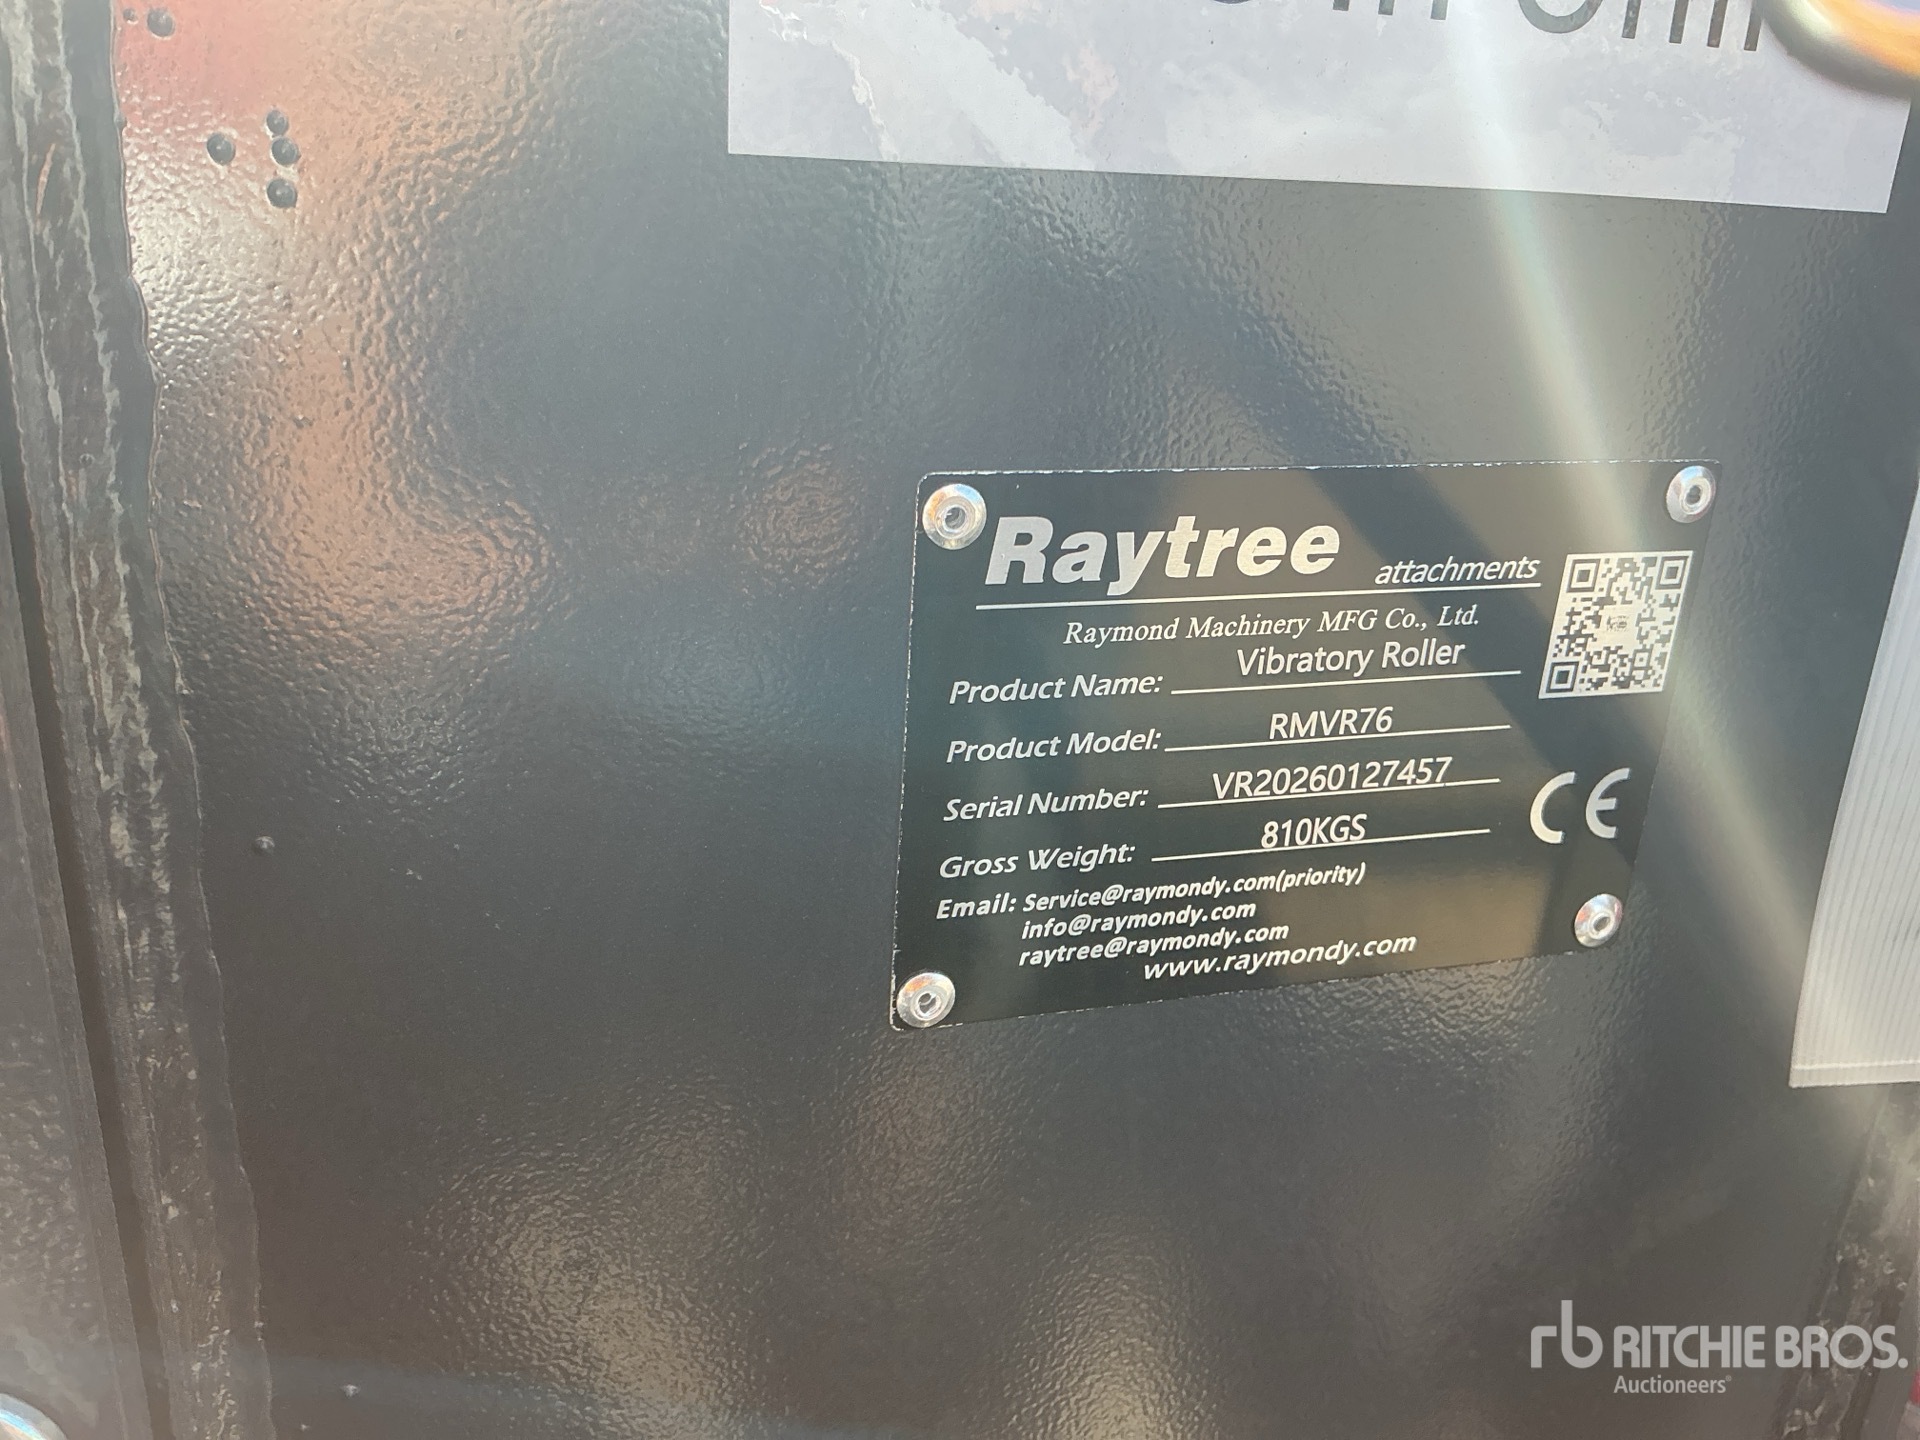 Raytree attachments
Raymond Machinery MFG Co., Ltd.
Product Name: Vibratory Roller
Product Model: RMVR76
Serial Number: VR20260127457
Gross Weight: 810KGS
CE
Email: Service@raymondy.com(priority)
info@raymondy.com
raytree@raymondy.com
www.raymondy.com
rb RITCHIE BROS.
Auctioneers